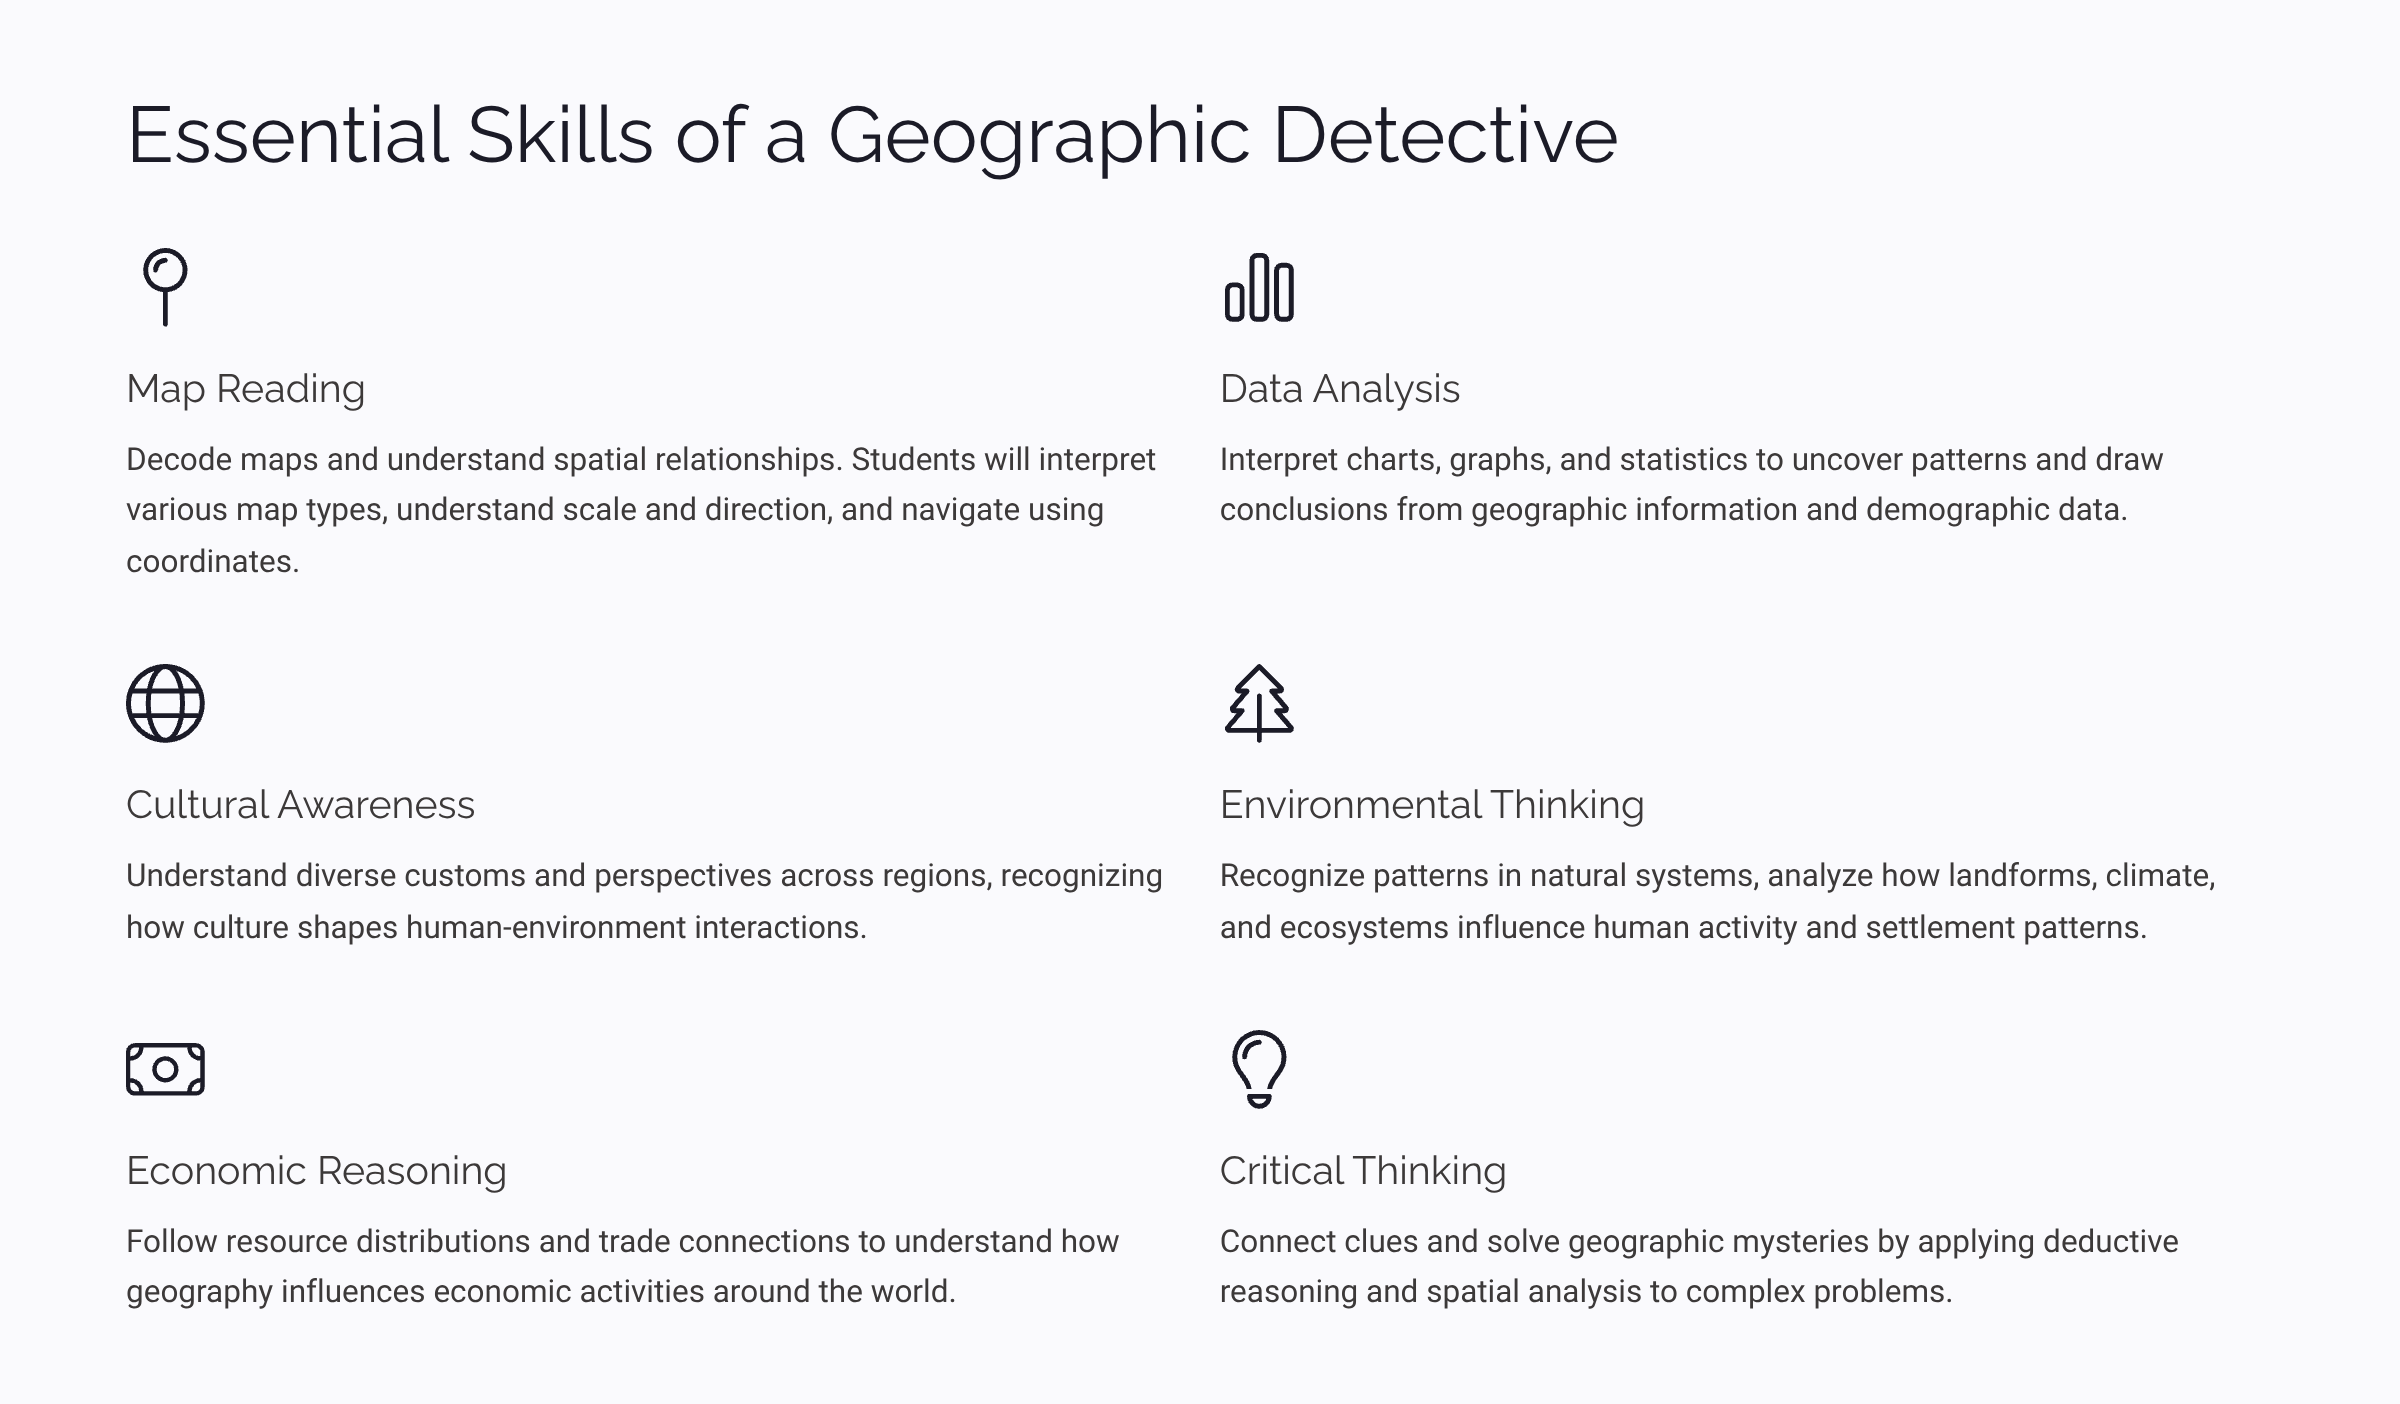 Essential Skills of a Geographic Detective
Map Reading
Decode maps and understand spatial relationships. Students will interpret
various map types, understand scale and direction, and navigate using
coordinates.
Data Analysis
Interpret charts, graphs, and statistics to uncover patterns and draw
conclusions from geographic information and demographic data.
Cultural Awareness
Understand diverse customs and perspectives across regions, recognizing
how culture shapes human-environment interactions.
Environmental Thinking
Recognize patterns in natural systems, analyze how landforms, climate,
and ecosystems influence human activity and settlement patterns.
Economic Reasoning
Follow resource distributions and trade connections to understand how
geography influences economic activities around the world.
Critical Thinking
Connect clues and solve geographic mysteries by applying deductive
reasoning and spatial analysis to complex problems.